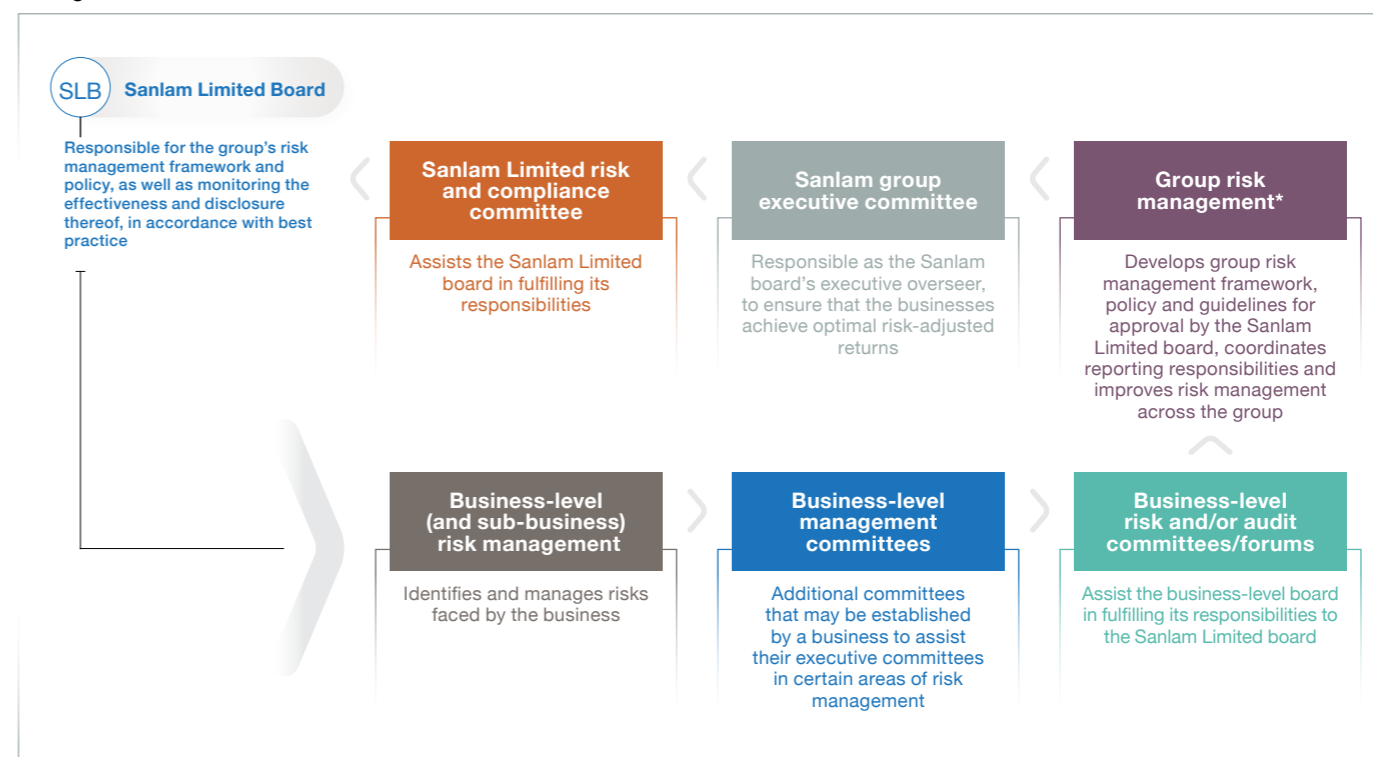 SLB
Sanlam Limited Board
Responsible for the group's risk
management framework and
policy, as well as monitoring the
effectiveness and disclosure
thereof, in accordance with best
practice
Sanlam Limited risk
and compliance
committee
Assists the Sanlam Limited
board in fulfilling its
responsibilities
Sanlam group
executive committee
Responsible as the Sanlam
board's executive overseer,
to ensure that the businesses
achieve optimal risk-adjusted
returns
Group risk
management*
Develops group risk
management framework,
policy and guidelines for
approval by the Sanlam
Limited board, coordinates
reporting responsibilities and
improves risk management
across the group
Business-level
(and sub-business)
risk management
Identifies and manages risks
faced by the business
Business-level
management
committees
Additional committees
that may be established
by a business to assist
their executive committees
in certain areas of risk
management
Business-level
risk and/or audit
committees/forums
Assist the business-level board
in fulfilling its responsibilities to
the Sanlam Limited board